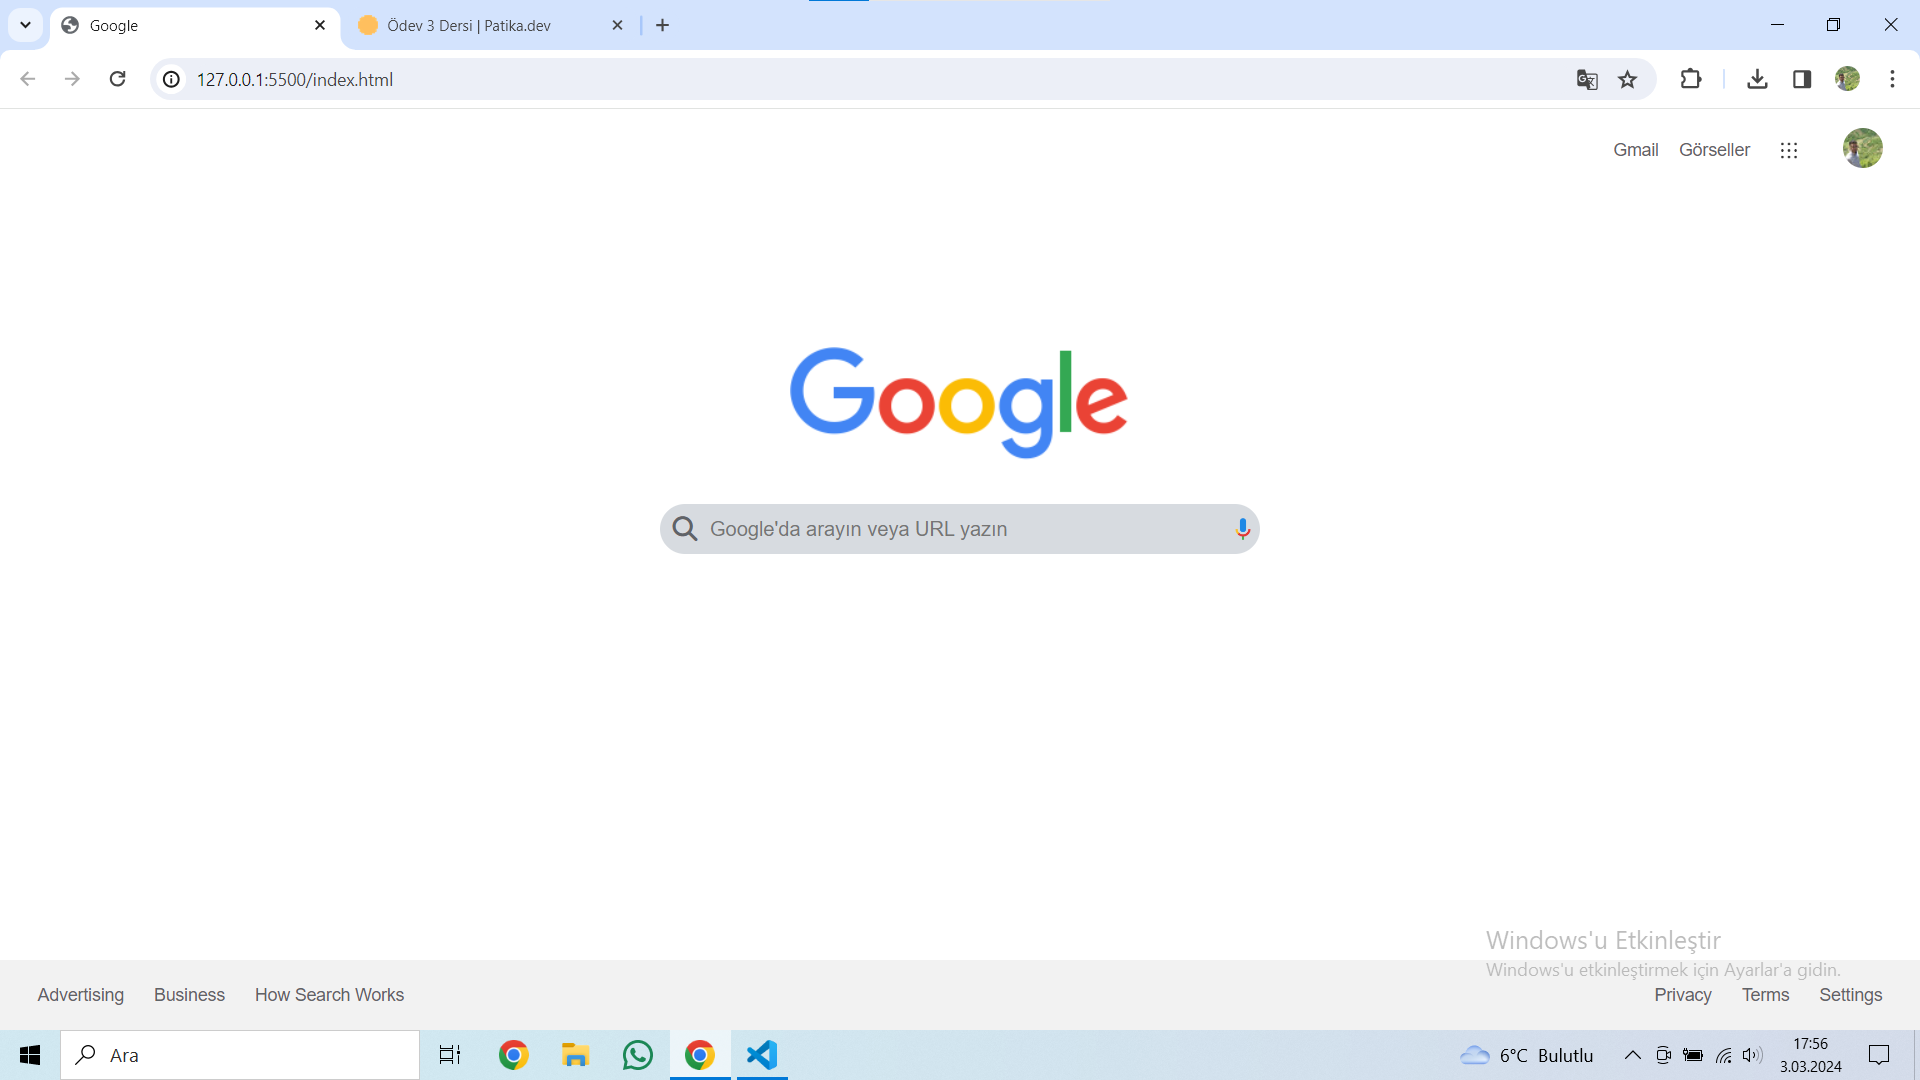 Google
Ödev 3 Dersi | Patika.dev
127.0.0.1:5500/index.html
Gmail Görseller
Google
Google'da arayın veya URL yazın
Windows'u Etkinleştir
Windows'u etkinleştirmek için Ayarlar'a gidin.
Advertising Business How Search Works Privacy Terms Settings
Ara
6°C Bulutlu
17:56
3.03.2024